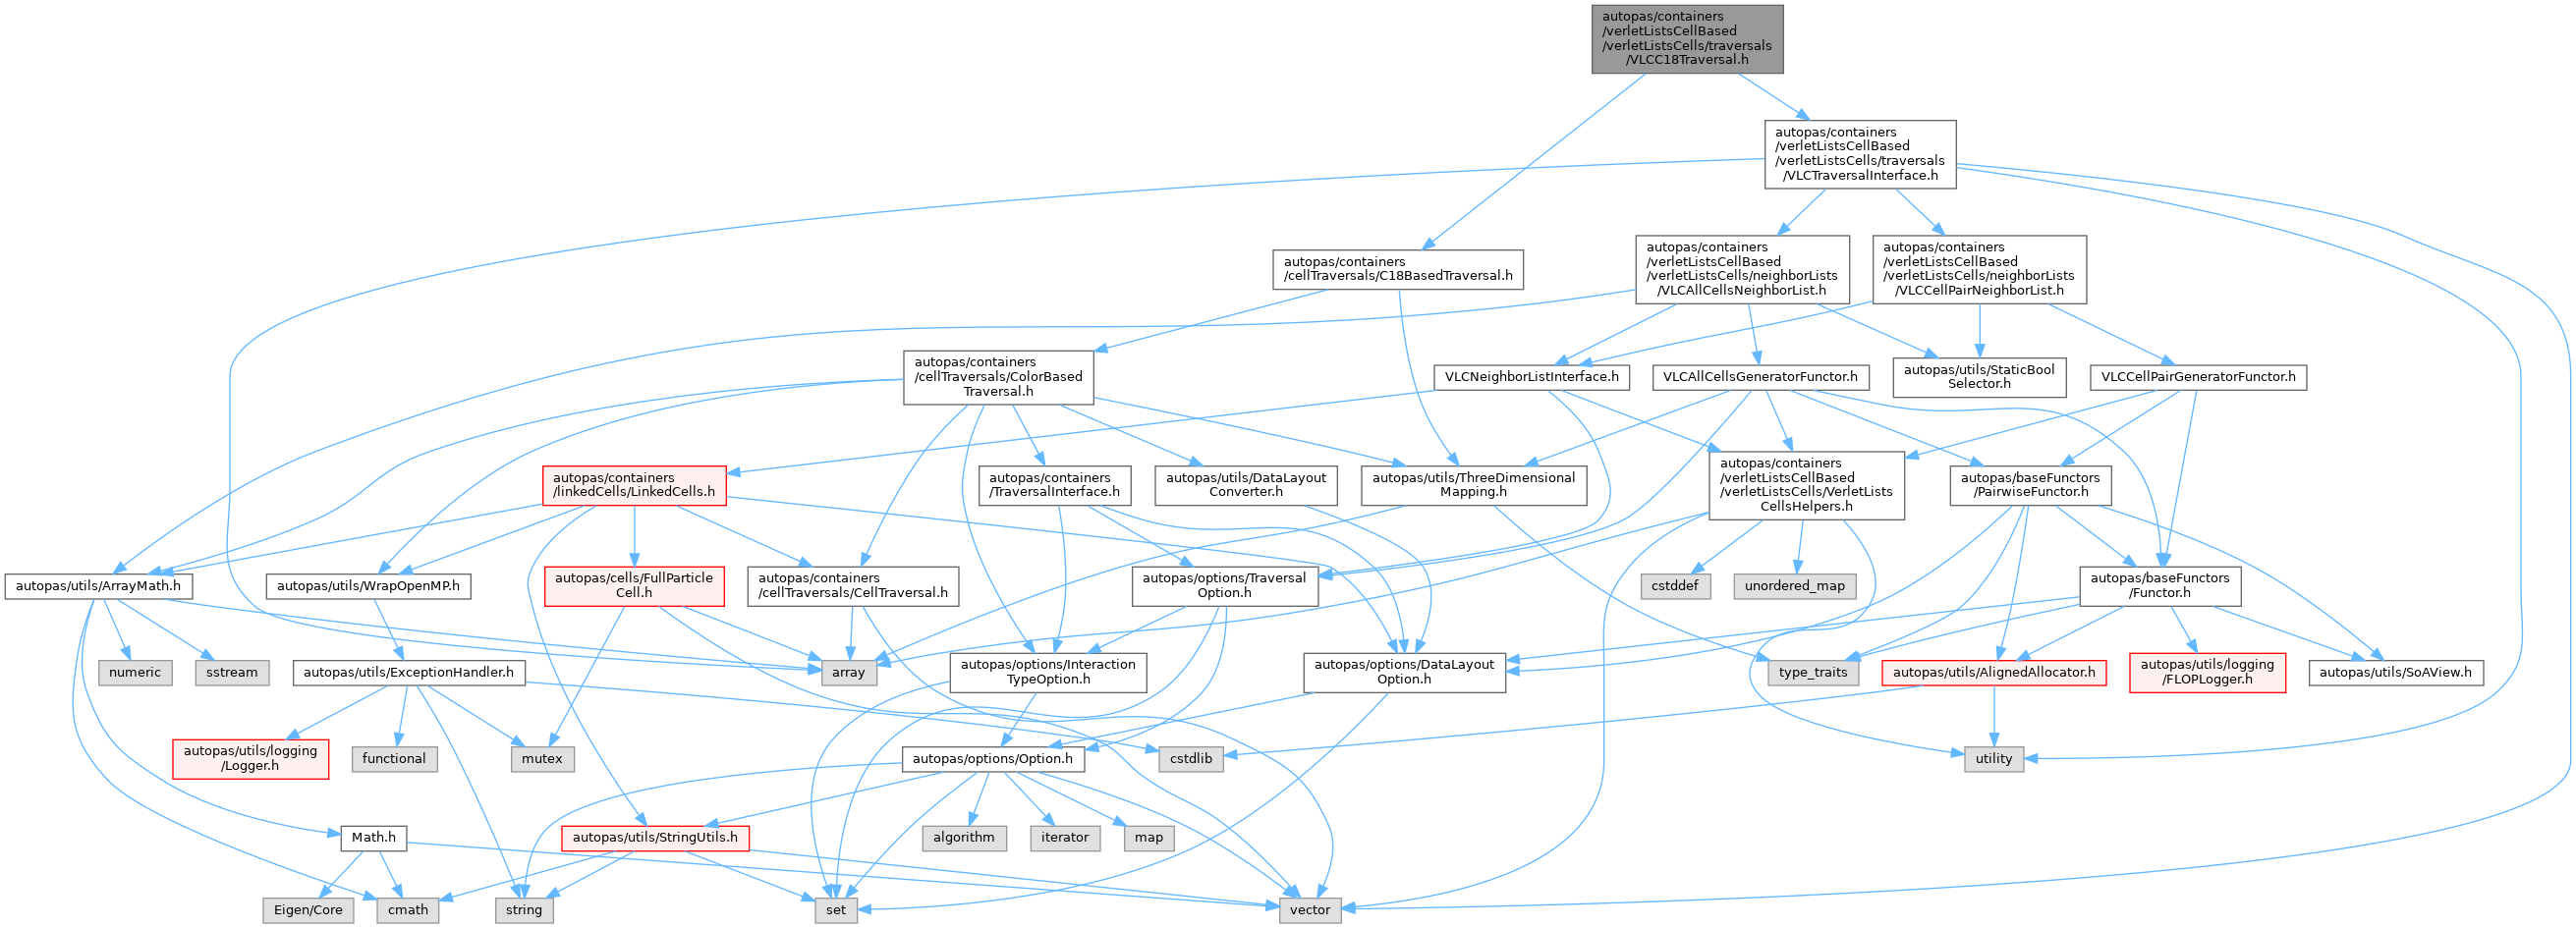 autopas/containers
/verletListsCellBased
/verletListsCells/traversals
/VLCC18Traversal.h
autopas/containers
/verletListsCellBased
/verletListsCells/traversals
/VLCTraversalInterface.h
autopas/containers
/cellTraversals/C18BasedTraversal.h
autopas/containers
/verletListsCellBased
/verletListsCells/neighborLists
/VLCAllCellsNeighborList.h
autopas/containers
/verletListsCellBased
/verletListsCells/neighborLists
/VLCCellPairNeighborList.h
autopas/containers
/cellTraversals/ColorBased
Traversal.h
VLCNeighborListInterface.h
VLCAllCellsGeneratorFunctor.h
autopas/utils/StaticBool
Selector.h
VLCCellPairGeneratorFunctor.h
autopas/containers
/linkedCells/LinkedCells.h
autopas/containers
/TraversalInterface.h
autopas/utils/DataLayout
Converter.h
autopas/utils/ThreeDimensional
Mapping.h
autopas/containers
/verletListsCellBased
/verletListsCells/VerletLists
CellsHelpers.h
autopas/baseFunctors
/PairwiseFunctor.h
autopas/utils/ArrayMath.h
autopas/utils/WrapOpenMP.h
autopas/cells/FullParticle
Cell.h
autopas/containers
/cellTraversals/CellTraversal.h
autopas/options/Traversal
Option.h
cstddef
unordered_map
autopas/baseFunctors
/Functor.h
numeric
sstream
autopas/utils/ExceptionHandler.h
array
autopas/options/Interaction
TypeOption.h
autopas/options/DataLayout
Option.h
type_traits
autopas/utils/AlignedAllocator.h
autopas/utils/logging
/FLOPLogger.h
autopas/utils/SoAView.h
autopas/utils/logging
/Logger.h
functional
mutex
autopas/options/Option.h
cstdlib
utility
Math.h
autopas/utils/StringUtils.h
algorithm
iterator
map
Eigen/Core
cmath
string
set
vector